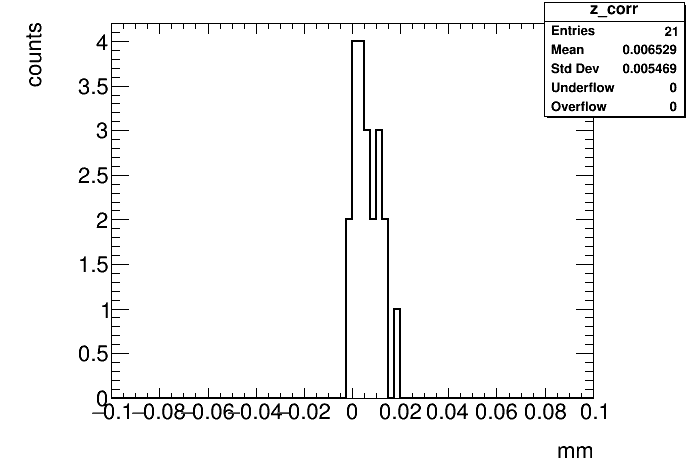 z_corr
Entries 21
Mean 0.006529
Std Dev 0.005469
Underflow 0
Overflow 0
counts
4
3.5
3
2.5
2
1.5
1
0.5
0
−0.1 −0.08 −0.06 −0.04 −0.02 0 0.02 0.04 0.06 0.08 0.1
mm